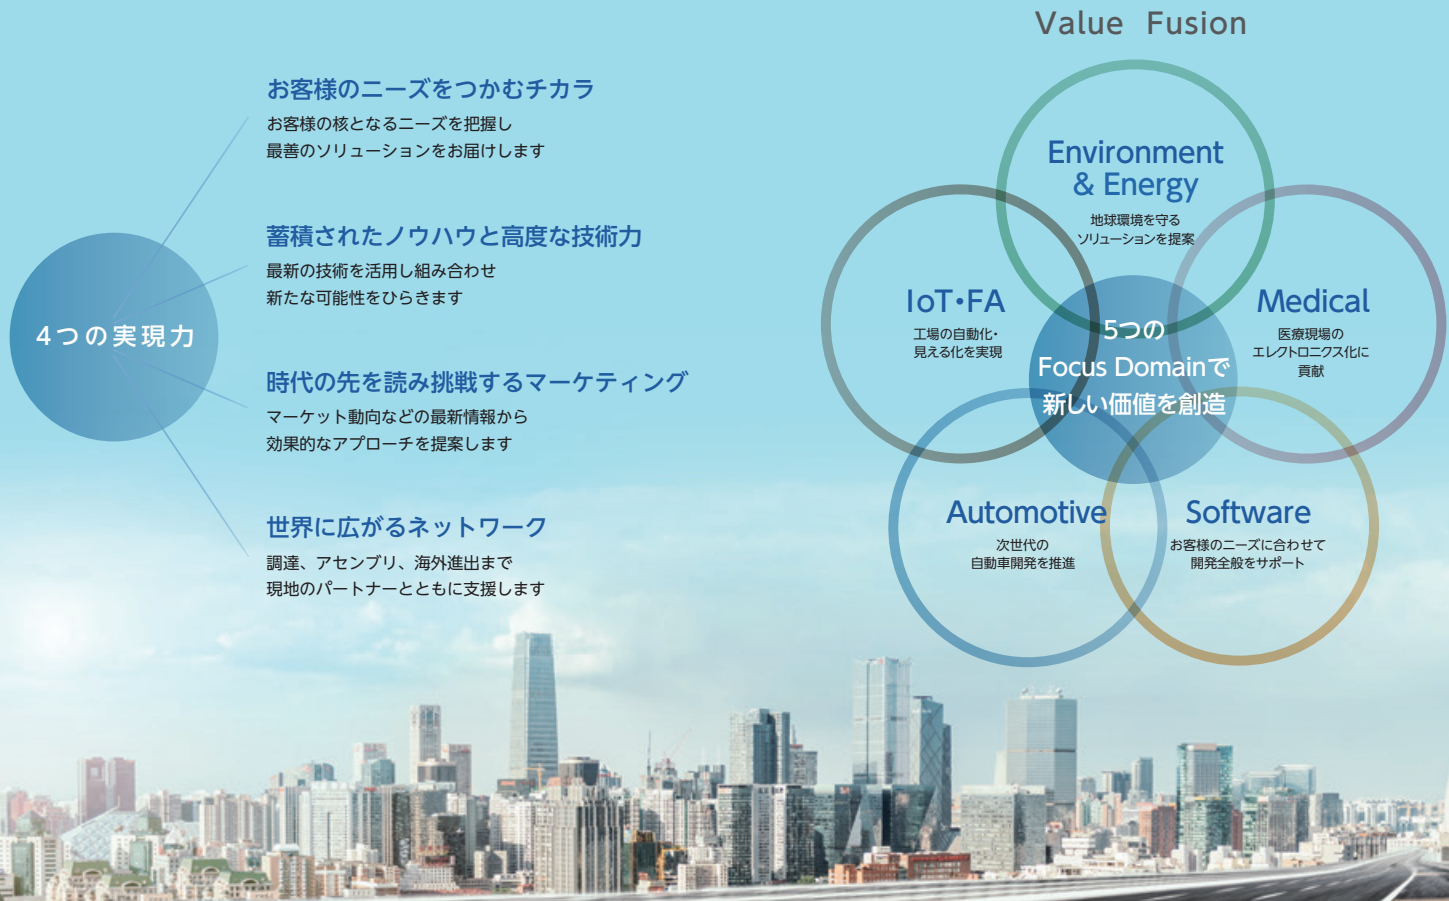 4つの実現力
お客様のニーズをつかむチカラ
お客様の核となるニーズを把握し
最善のソリューションをお届けします
蓄積されたノウハウと高度な技術力
最新の技術を活用し組み合わせ
新たな可能性をひらきます
時代の先を読み挑戦するマーケティング
マーケット動向などの最新情報から
効果的なアプローチを提案します
世界に広がるネットワーク
調達、アセンブリ、海外進出まで
現地のパートナーとともに支援します
Value Fusion
Environment
& Energy
地球環境を守る
ソリューションを提案
IoT・FA
工場の自動化・
見える化を実現
5つの
Focus Domainで
新しい価値を創造
Medical
医療現場の
エレクトロニクス化に
貢献
Automotive
次世代の
自動車開発を推進
Software
お客様のニーズに合わせて
開発全般をサポート